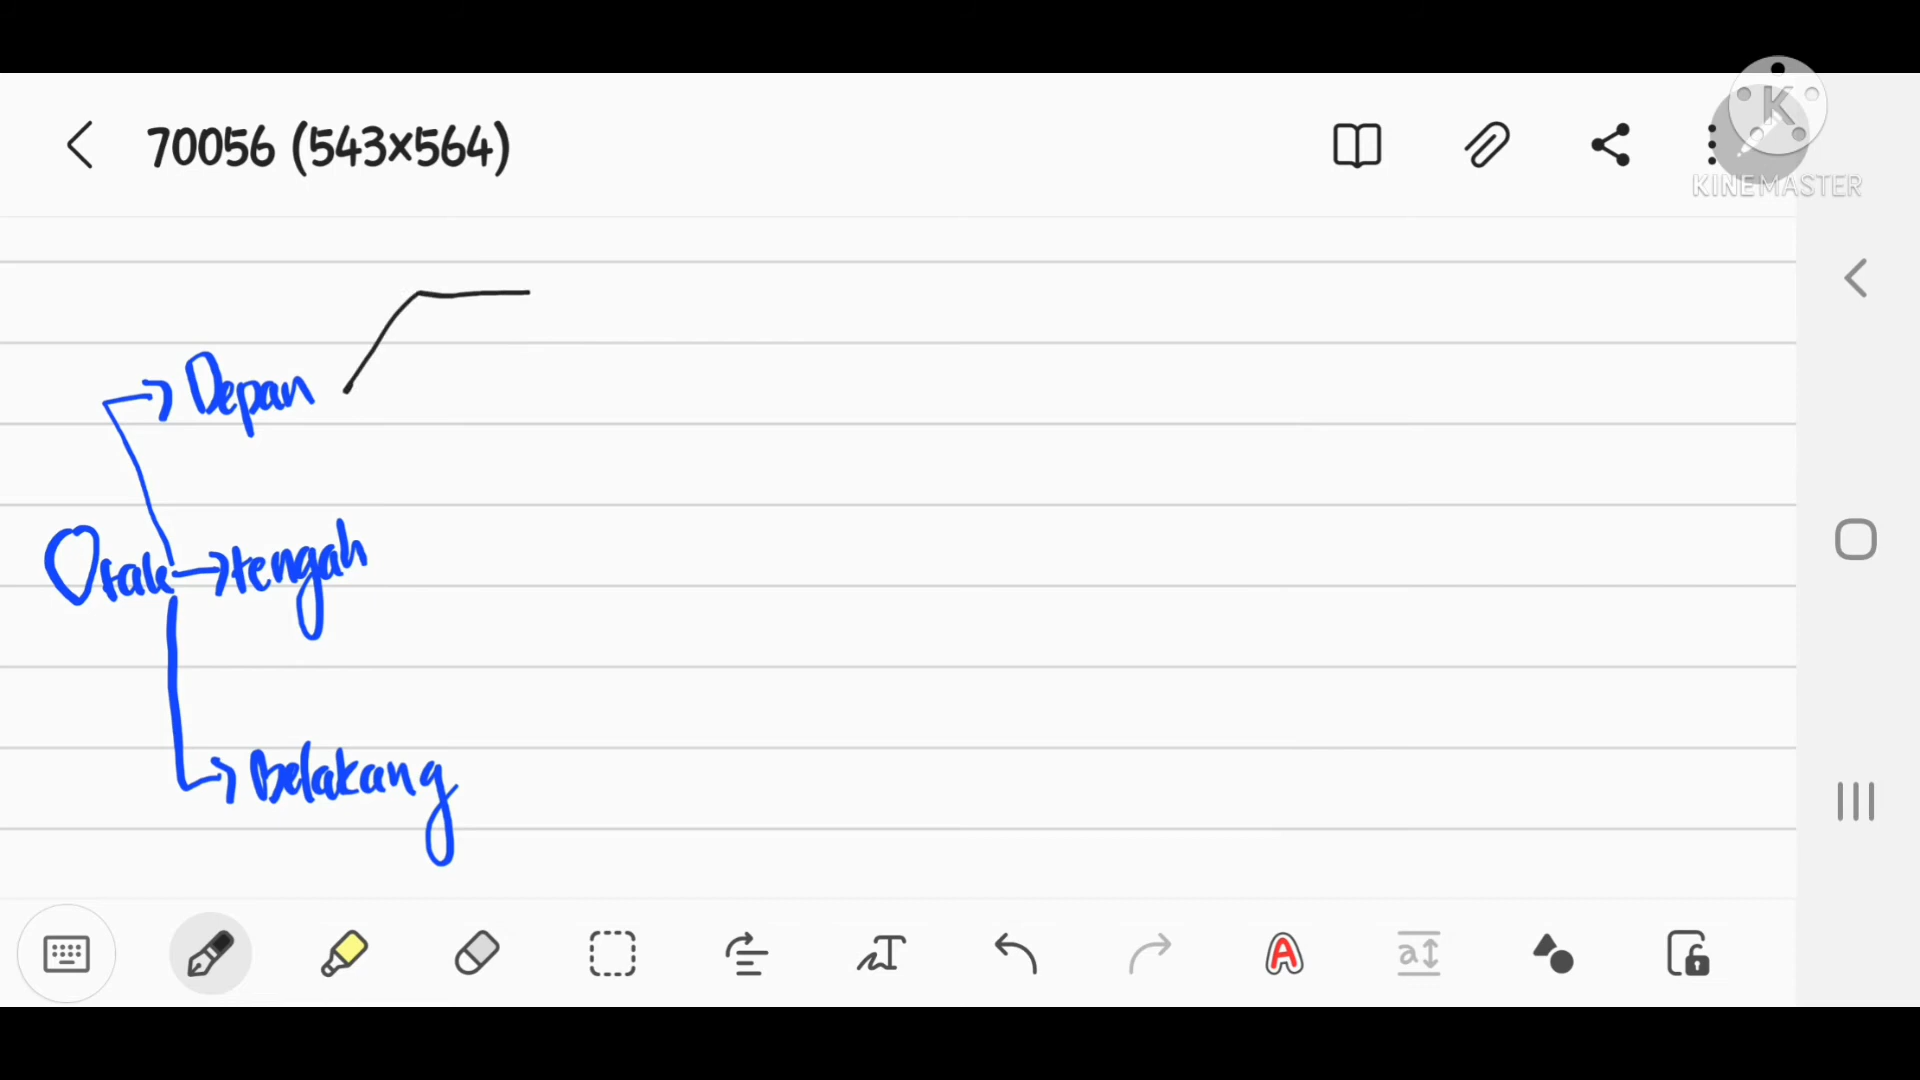 70056 (543x564)
KINEMASTER
Depan
Otak tengah
Belakang